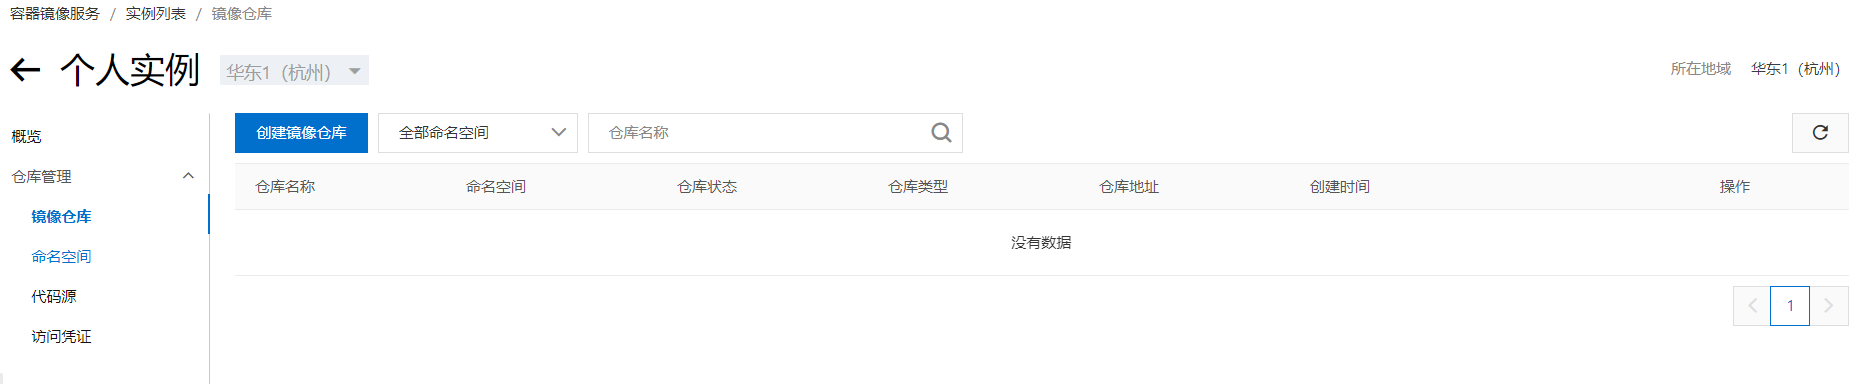 容器镜像服务 / 实例列表 / 镜像仓库
个人实例 华东1（杭州） 所在地域 华东1（杭州）
概览
仓库管理
镜像仓库
命名空间
代码源
访问凭证
创建镜像仓库 全部命名空间 仓库名称
仓库名称 命名空间 仓库状态 仓库类型 仓库地址 创建时间 操作
没有数据
1